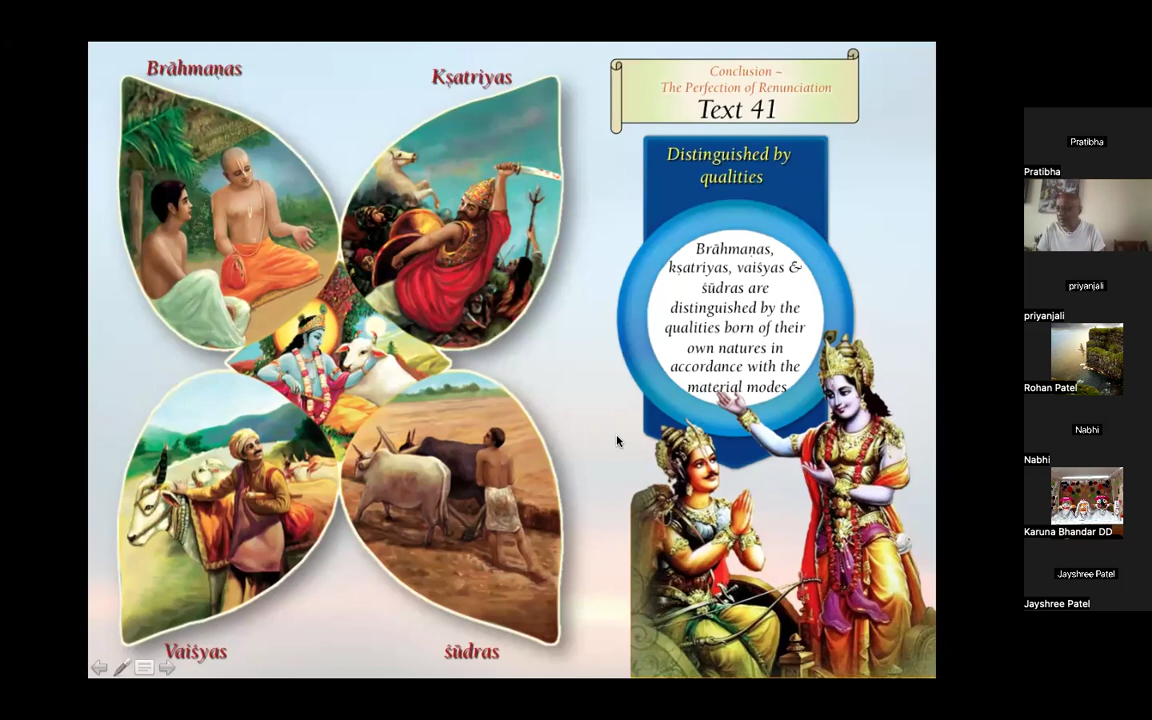 Brāhmaṇas
Kṣatriyas
Vaiśyas
śūdras
Conclusion ~
The Perfection of Renunciation
Text 41
Distinguished by
qualities
Brāhmaṇas,
kṣatriyas, vaiśyas &
śūdras are
distinguished by the
qualities born of their
own natures in
accordance with the
material modes
Pratibha
Pratibha
priyanjali
priyanjali
Rohan Patel
Nabhi
Nabhi
Karuna Bhandar DD
Jayshree Patel
Jayshree Patel